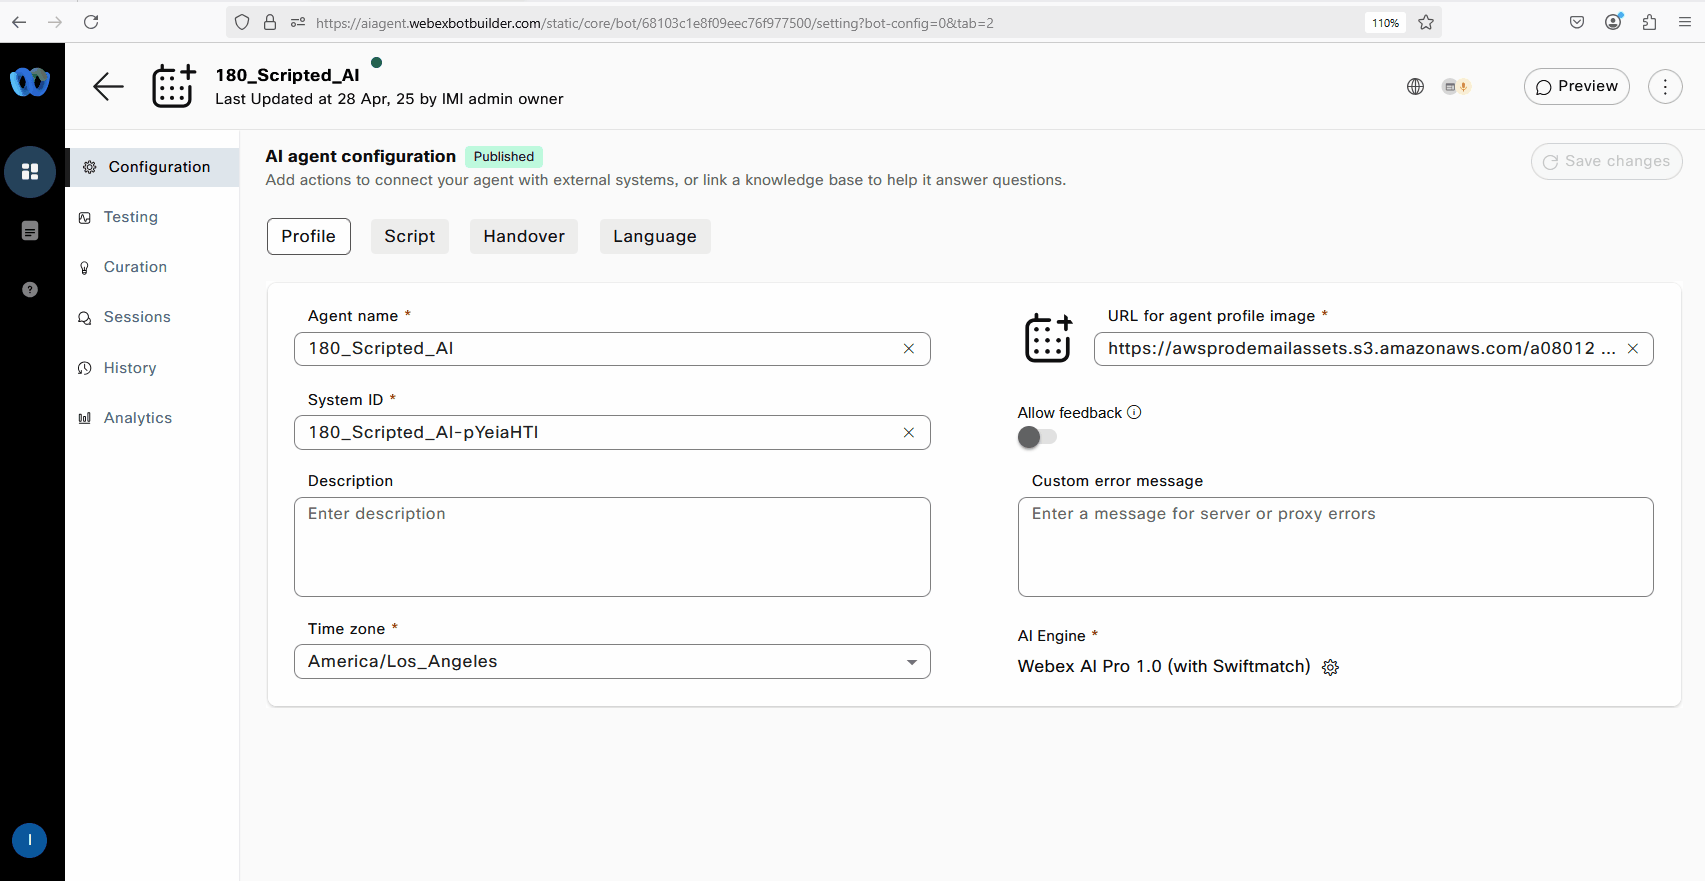 https://aiagent.webexbotbuilder.com/static/core/bot/68103c1e8f09eec76f977500/setting?bot-config=0&tab=2
110%
180_Scripted_AI
Last Updated at 28 Apr, 25 by IMI admin owner
Preview
Configuration
Testing
Curation
Sessions
History
Analytics
I
AI agent configuration Published
Add actions to connect your agent with external systems, or link a knowledge base to help it answer questions.
Save changes
Profile Script Handover Language
Agent name *
180_Scripted_AI
URL for agent profile image *
https://awsprodemailassets.s3.amazonaws.com/a08012 ...
System ID *
180_Scripted_AI-pYeiaHTI
Allow feedback
Description
Enter description
Custom error message
Enter a message for server or proxy errors
Time zone *
America/Los_Angeles
AI Engine *
Webex AI Pro 1.0 (with Swiftmatch)